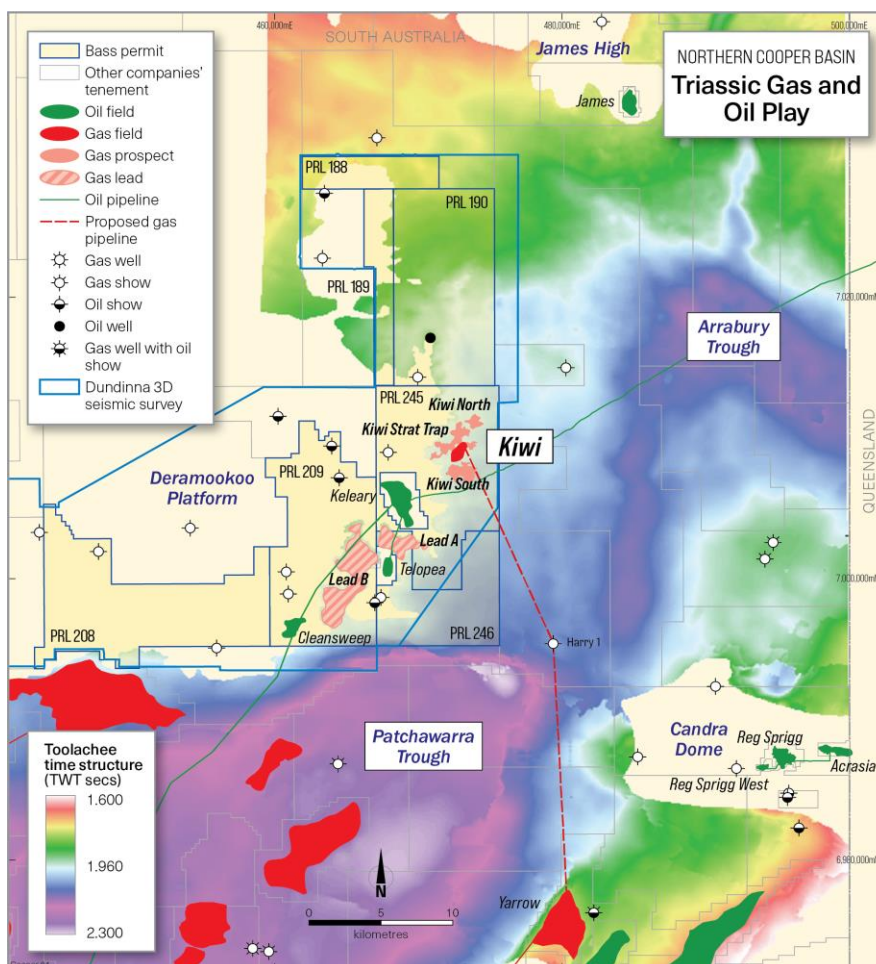 460,000mE
480,000mE
500,000mE
SOUTH AUSTRALIA
QUEENSLAND
NORTHERN COOPER BASIN
Triassic Gas and
Oil Play
Bass permit
Other companies'
tenement
Oil field
Gas field
Gas prospect
Gas lead
Oil pipeline
Proposed gas
pipeline
Gas well
Gas show
Oil show
Oil well
Gas well with oil
show
Dundinna 3D
seismic survey
James High
James
PRL 188
PRL 190
PRL 189
7,020,000mN
Arrabury
Trough
PRL 245
Kiwi North
Kiwi Strat Trap
Kiwi
Kiwi South
Deramookoo
Platform
PRL 209
Keleary
Lead A
Telopea
Lead B
7,000,000mN
Cleansweep
PRL 208
PRL 246
Harry 1
Patchawarra
Trough
Candra
Dome
Reg Sprigg
Acrasia
Reg Sprigg West
Toolachee
time structure
(TWT secs)
1.600
1.960
2.300
6,980,000mN
Yarrow
N
0
5
10
kilometres